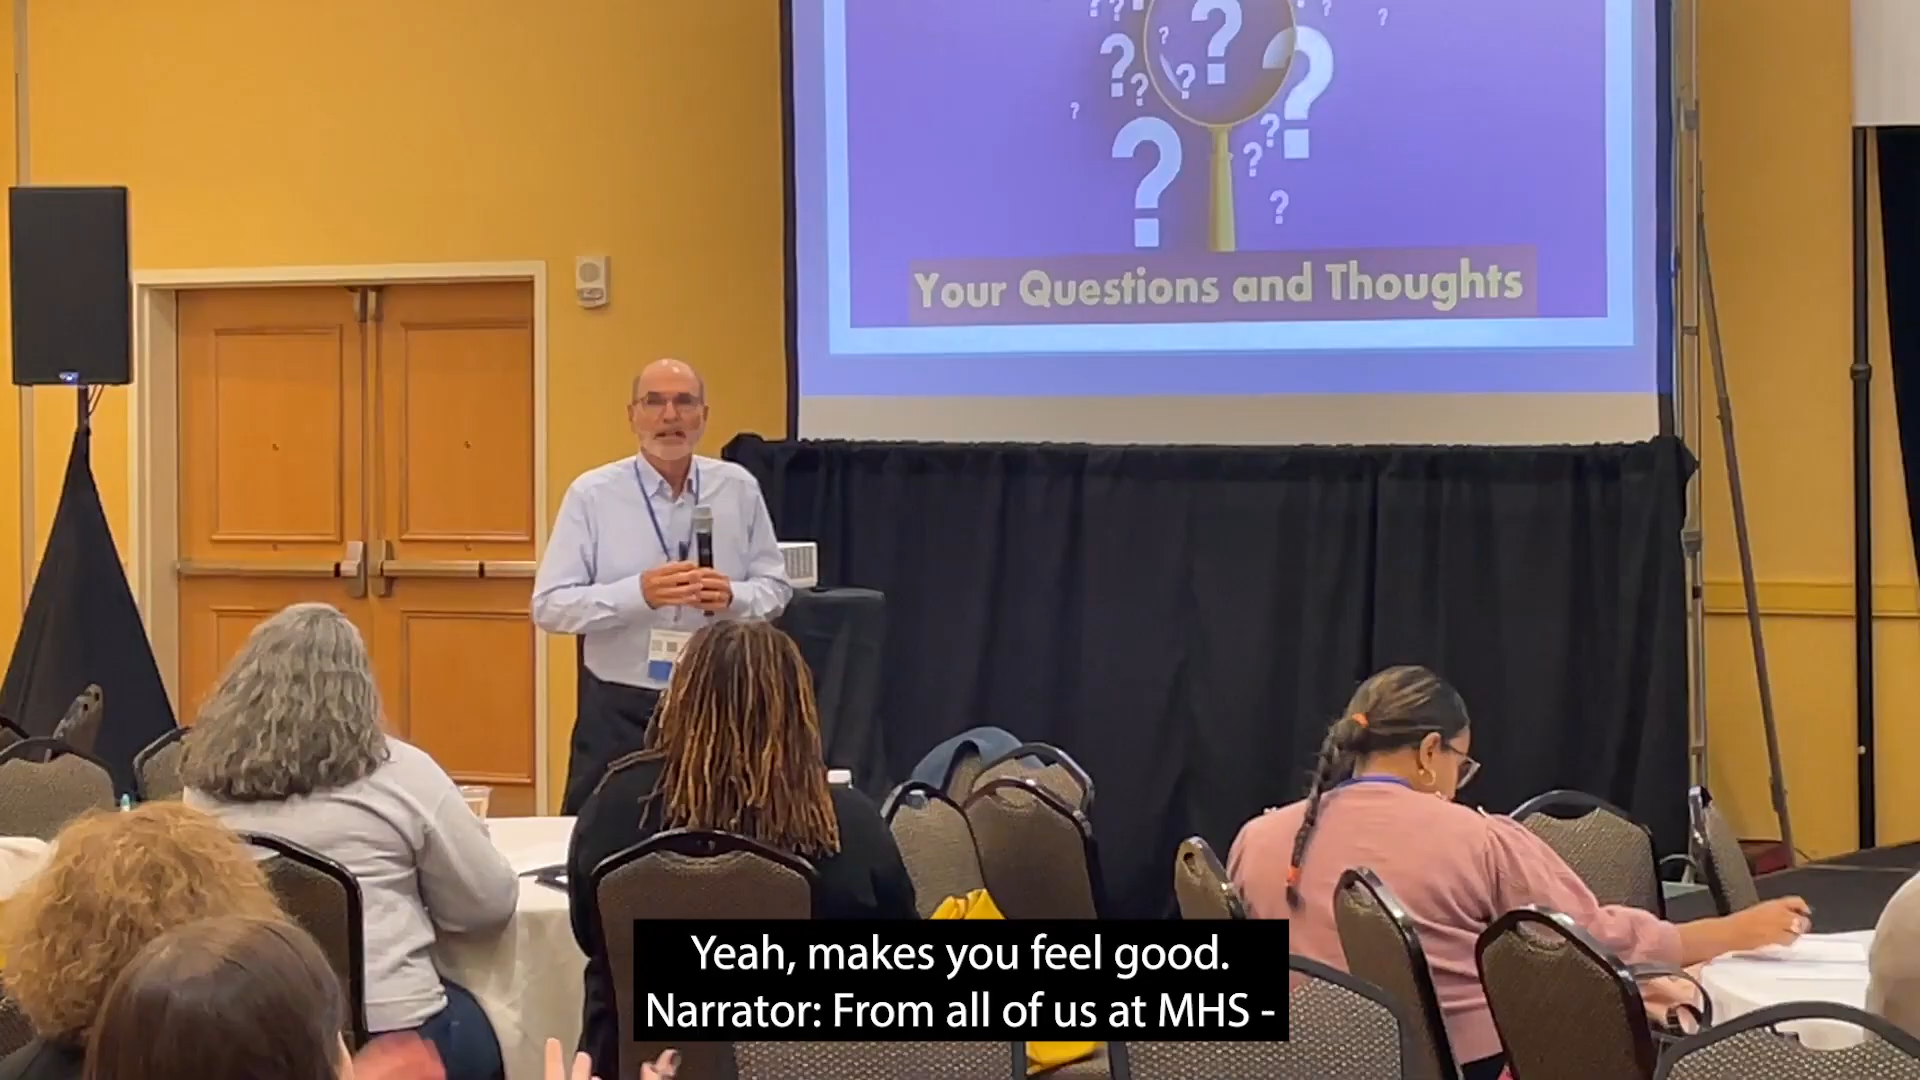 Your Questions and Thoughts
Yeah, makes you feel good.
Narrator: From all of us at MHS -